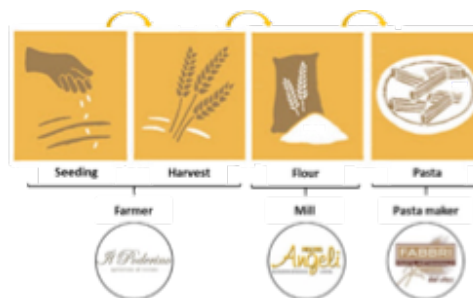 Seeding
Harvest
Flour
Pasta
Farmer
Mill
Pasta maker
Il Poderino
Angeli
FABBRI